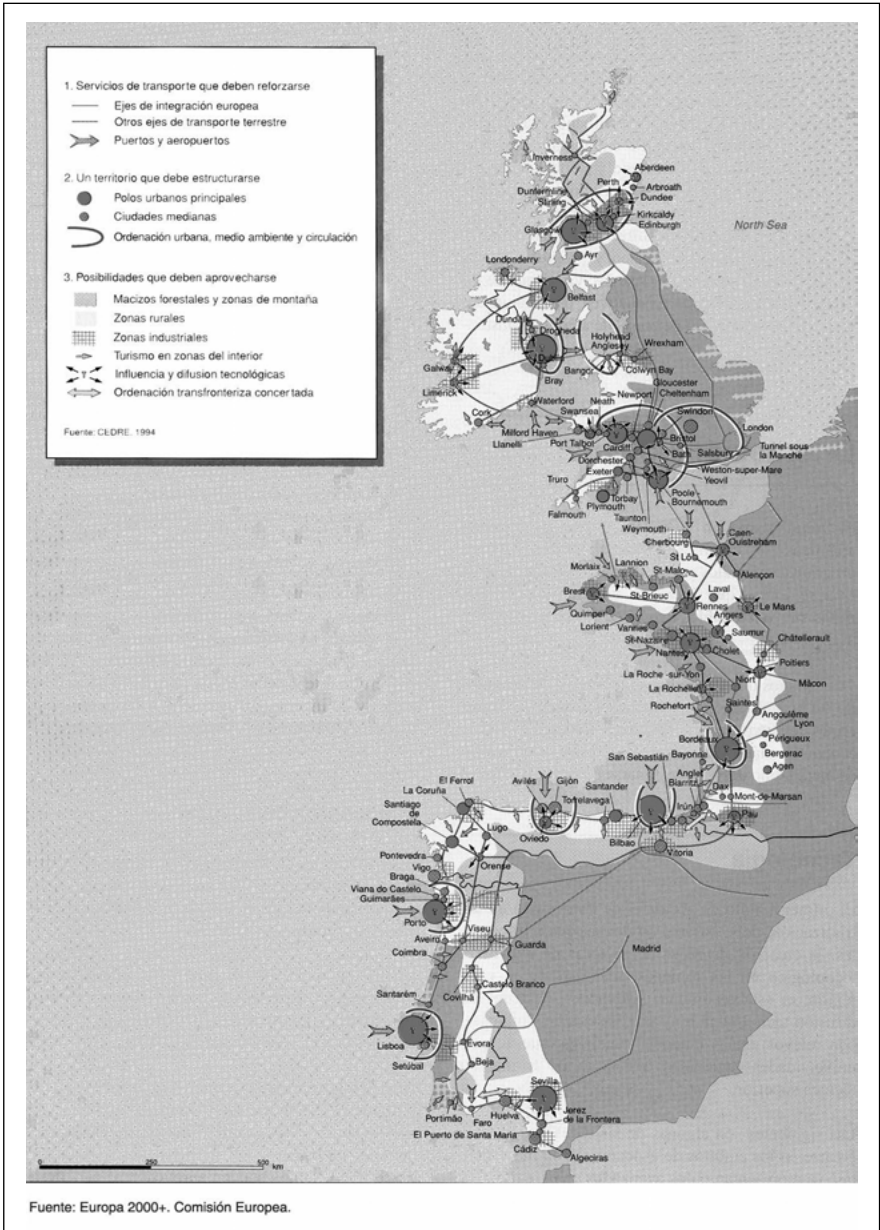 1. Servicios de transporte que deben reforzarse
Ejes de integración europea
Otros ejes de transporte terrestre
Puertos y aeropuertos
2. Un territorio que debe estructurarse
Polos urbanos principales
Ciudades medianas
Ordenación urbana, medio ambiente y circulación
3. Posibilidades que deben aprovecharse
Macizos forestales y zonas de montaña
Zonas rurales
Zonas industriales
Turismo en zonas del interior
Influencia y difusion tecnológicas
Ordenación transfronteriza concertada
Fuente: CEDRE. 1994
Inverness
Aberdeen
Perth
Arbroath
Dunfermline
Dundee
Stirling
Kirkcaldy
Glasgow
Edinburgh
North Sea
Ayr
Londonderry
Belfast
Drogheda
Holyhead
Anglesey
Wrexham
Galway
Bangor
Colwyn Bay
Bray
Gloucester
Limerick
Newport
Cheltenham
Waterford
Neath
Swansea
Swindon
Cork
London
Milford Haven
Bristol
Llanelli
Port Talbot
Cardiff
Bath
Salsbury
Tunnel sous
la Manche
Dorchester
Weston-super-Mare
Exeter
Yeovil
Truro
Torbay
Poole -
Bournemouth
Plymouth
Falmouth
Taunton
Weymouth
Cherbourg
Caen-
Ouistreham
St Lô
Morlaix
Lannion
St-Malo
Alençon
Brest
St-Brieuc
Laval
Rennes
Le Mans
Quimper
Angers
Lorient
Vannes
Saumur
St-Nazaire
Châtellerault
Nantes
Cholet
Poitiers
La Roche-sur-Yon
Niort
Mâcon
La Rochelle
Saintes
Rochefort
Angoulême
Lyon
Bordeaux
Périgueux
San Sebastián
Bayonne
Bergerac
Agen
Anglet
El Ferrol
Avilés
Gijón
Santander
Biarritz
Dax
La Coruña
Torrelavega
Irún
Mont-de-Marsan
Santiago
de
Compostela
Pau
Lugo
Oviedo
Bilbao
Vitoria
Pontevedra
Vigo
Orense
Braga
Viana do Castelo
Guimarães
Porto
Viseu
Aveiro
Guarda
Madrid
Coimbra
Castelo Branco
Santarém
Covilhã
Lisboa
Evora
Setúbal
Beja
Sevilla
Portimão
Faro
Huelva
Jerez
de la Frontera
El Puerto de Santa Maria
Cádiz
Algeciras
0
250
500 km
Fuente: Europa 2000+. Comisión Europea.